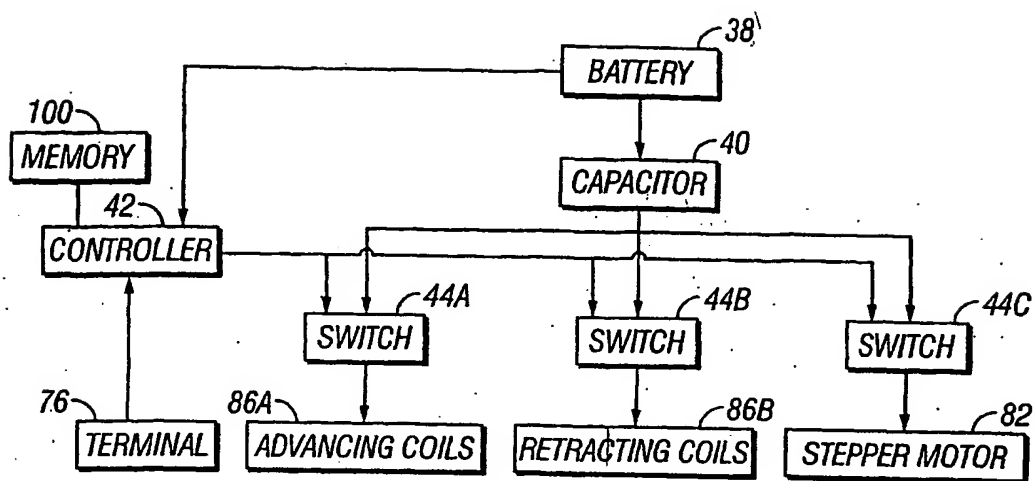 38
BATTERY
100
MEMORY
40
CAPACITOR
42
CONTROLLER
44A
SWITCH
44B
SWITCH
44C
SWITCH
76
TERMINAL
86A
ADVANCING COILS
86B
RETRACTING COILS
82
STEPPER MOTOR